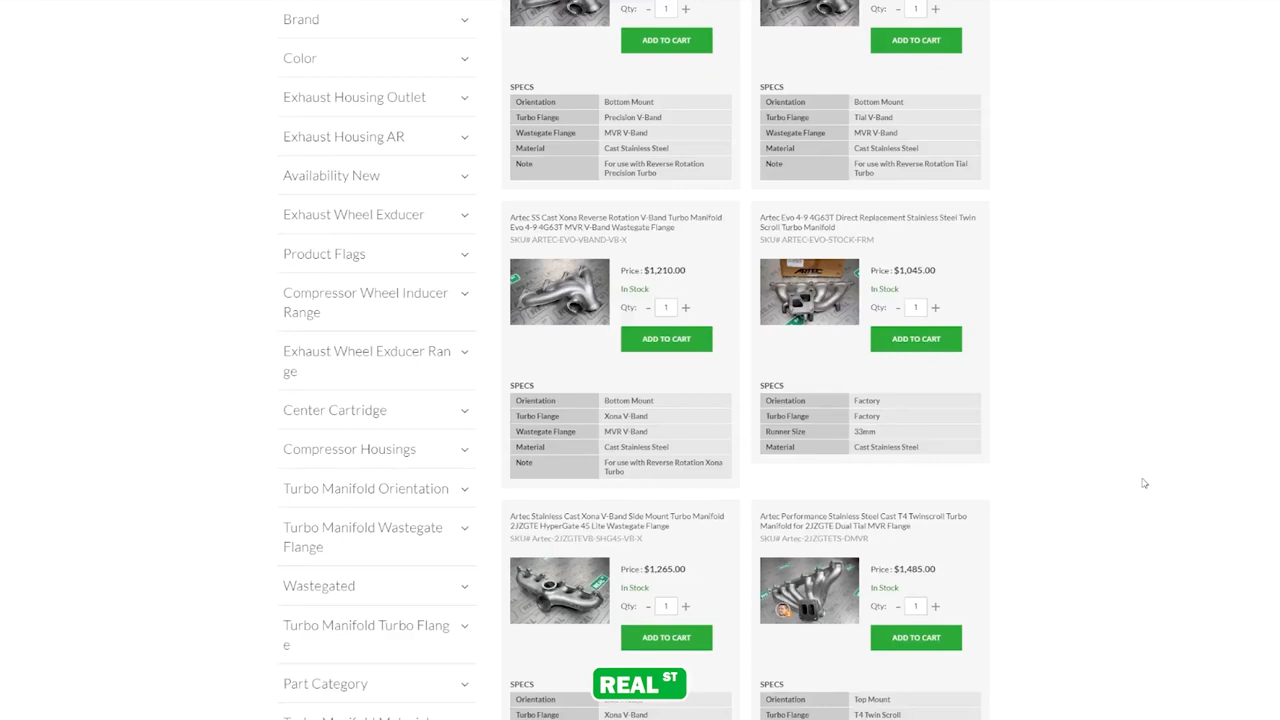 Brand
Color
Exhaust Housing Outlet
Exhaust Housing AR
Availability New
Exhaust Wheel Exducer
Product Flags
Compressor Wheel Inducer
Range
Exhaust Wheel Exducer Ran
ge
Center Cartridge
Compressor Housings
Turbo Manifold Orientation
Turbo Manifold Wastegate
Flange
Wastegated
Turbo Manifold Turbo Flang
e
Part Category
Qty: - 1 +
ADD TO CART
SPECS
Orientation Bottom Mount
Turbo Flange Precision V-Band
Wastegate Flange MVR V-Band
Material Cast Stainless Steel
Note For use with Reverse Rotation
Precision Turbo
Qty: - 1 +
ADD TO CART
SPECS
Orientation Bottom Mount
Turbo Flange Tial V-Band
Wastegate Flange MVR V-Band
Material Cast Stainless Steel
Note For use with Reverse Rotation Tial
Turbo
Artec SS Cast Xona Reverse Rotation V-Band Turbo Manifold
Evo 4-9 4G63T MVR V-Band Wastegate Flange
SKU# ARTEC-EVO-VBAND-VB-X
Price : $1,210.00
In Stock
Qty: - 1 +
ADD TO CART
SPECS
Orientation Bottom Mount
Turbo Flange Xona V-Band
Wastegate Flange MVR V-Band
Material Cast Stainless Steel
Note For use with Reverse Rotation Xona
Turbo
Artec Evo 4-9 4G63T Direct Replacement Stainless Steel Twin
Scroll Turbo Manifold
SKU# ARTEC-EVO-STOCK-FRM
ARTEC
Price : $1,045.00
In Stock
Qty: - 1 +
ADD TO CART
SPECS
Orientation Factory
Turbo Flange Factory
Runner Size 33mm
Material Cast Stainless Steel
Artec Stainless Cast Xona V-Band Side Mount Turbo Manifold
2JZGTE HyperGate 45 Lite Wastegate Flange
SKU# Artec-2JZGTEVB-SHG45-VB-X
Price : $1,265.00
In Stock
Qty: - 1 +
ADD TO CART
SPECS
Orientation
Turbo Flange Xona V-Band
Artec Performance Stainless Steel Cast T4 Twinscroll Turbo
Manifold for 2JZGTE Dual Tial MVR Flange
SKU# Artec-2JZGTETS-DMVR
Price : $1,485.00
In Stock
Qty: - 1 +
ADD TO CART
SPECS
Orientation Top Mount
Turbo Flange T4 Twin Scroll
REAL ST